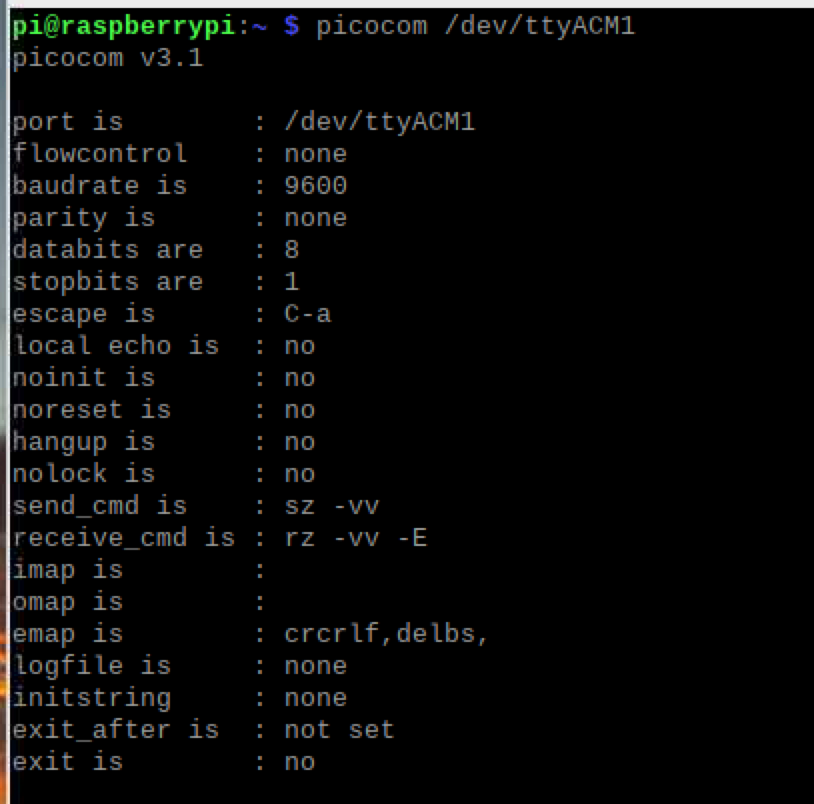 pi@raspberrypi:~ $ picocom /dev/ttyACM1
picocom v3.1

port is        : /dev/ttyACM1
flowcontrol    : none
baudrate is    : 9600
parity is      : none
databits are   : 8
stopbits are   : 1
escape is      : C-a
local echo is  : no
noinit is      : no
noreset is     : no
hangup is      : no
nolock is      : no
send_cmd is    : sz -vv
receive_cmd is : rz -vv -E
imap is        :
omap is        :
emap is        : crcrlf,delbs,
logfile is     : none
initstring     : none
exit_after is  : not set
exit is        : no